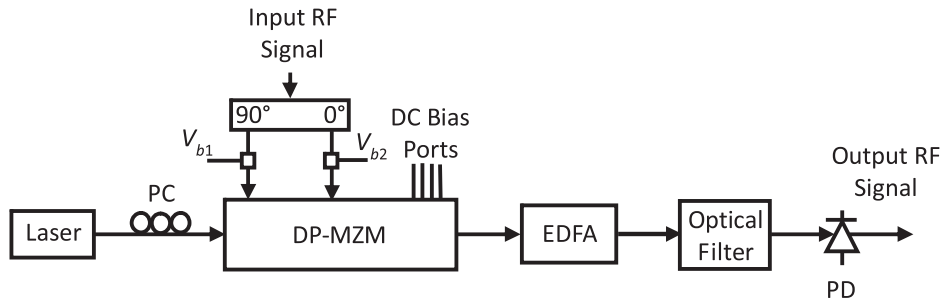 Input RF
Signal
90° 0°
V_b1
V_b2
DC Bias
Ports
PC
Laser
DP-MZM
EDFA
Optical
Filter
Output RF
Signal
PD